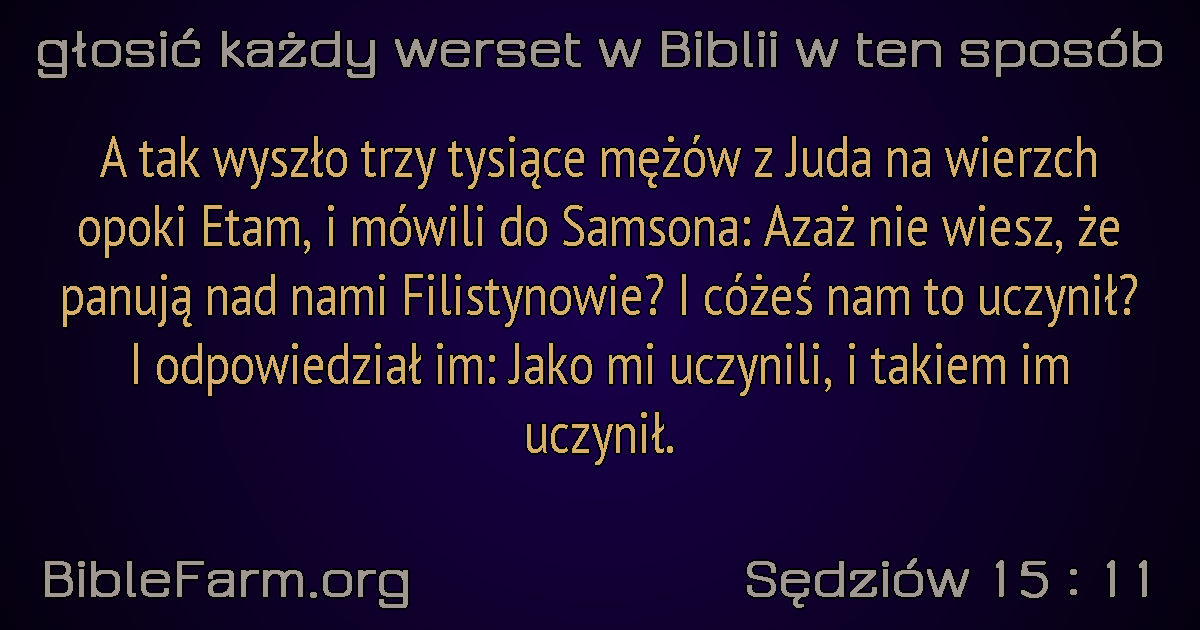 głosić każdy werset w Biblii w ten sposób
A tak wyszło trzy tysiące mężów z Juda na wierzch
opoki Etam, i mówili do Samsona: Azaż nie wiesz, że
panują nad nami Filistynowie? I cóżeś nam to uczynił?
I odpowiedział im: Jako mi uczynili, i takiem im
uczynił.
BibleFarm.org
Sędziów 15 : 11